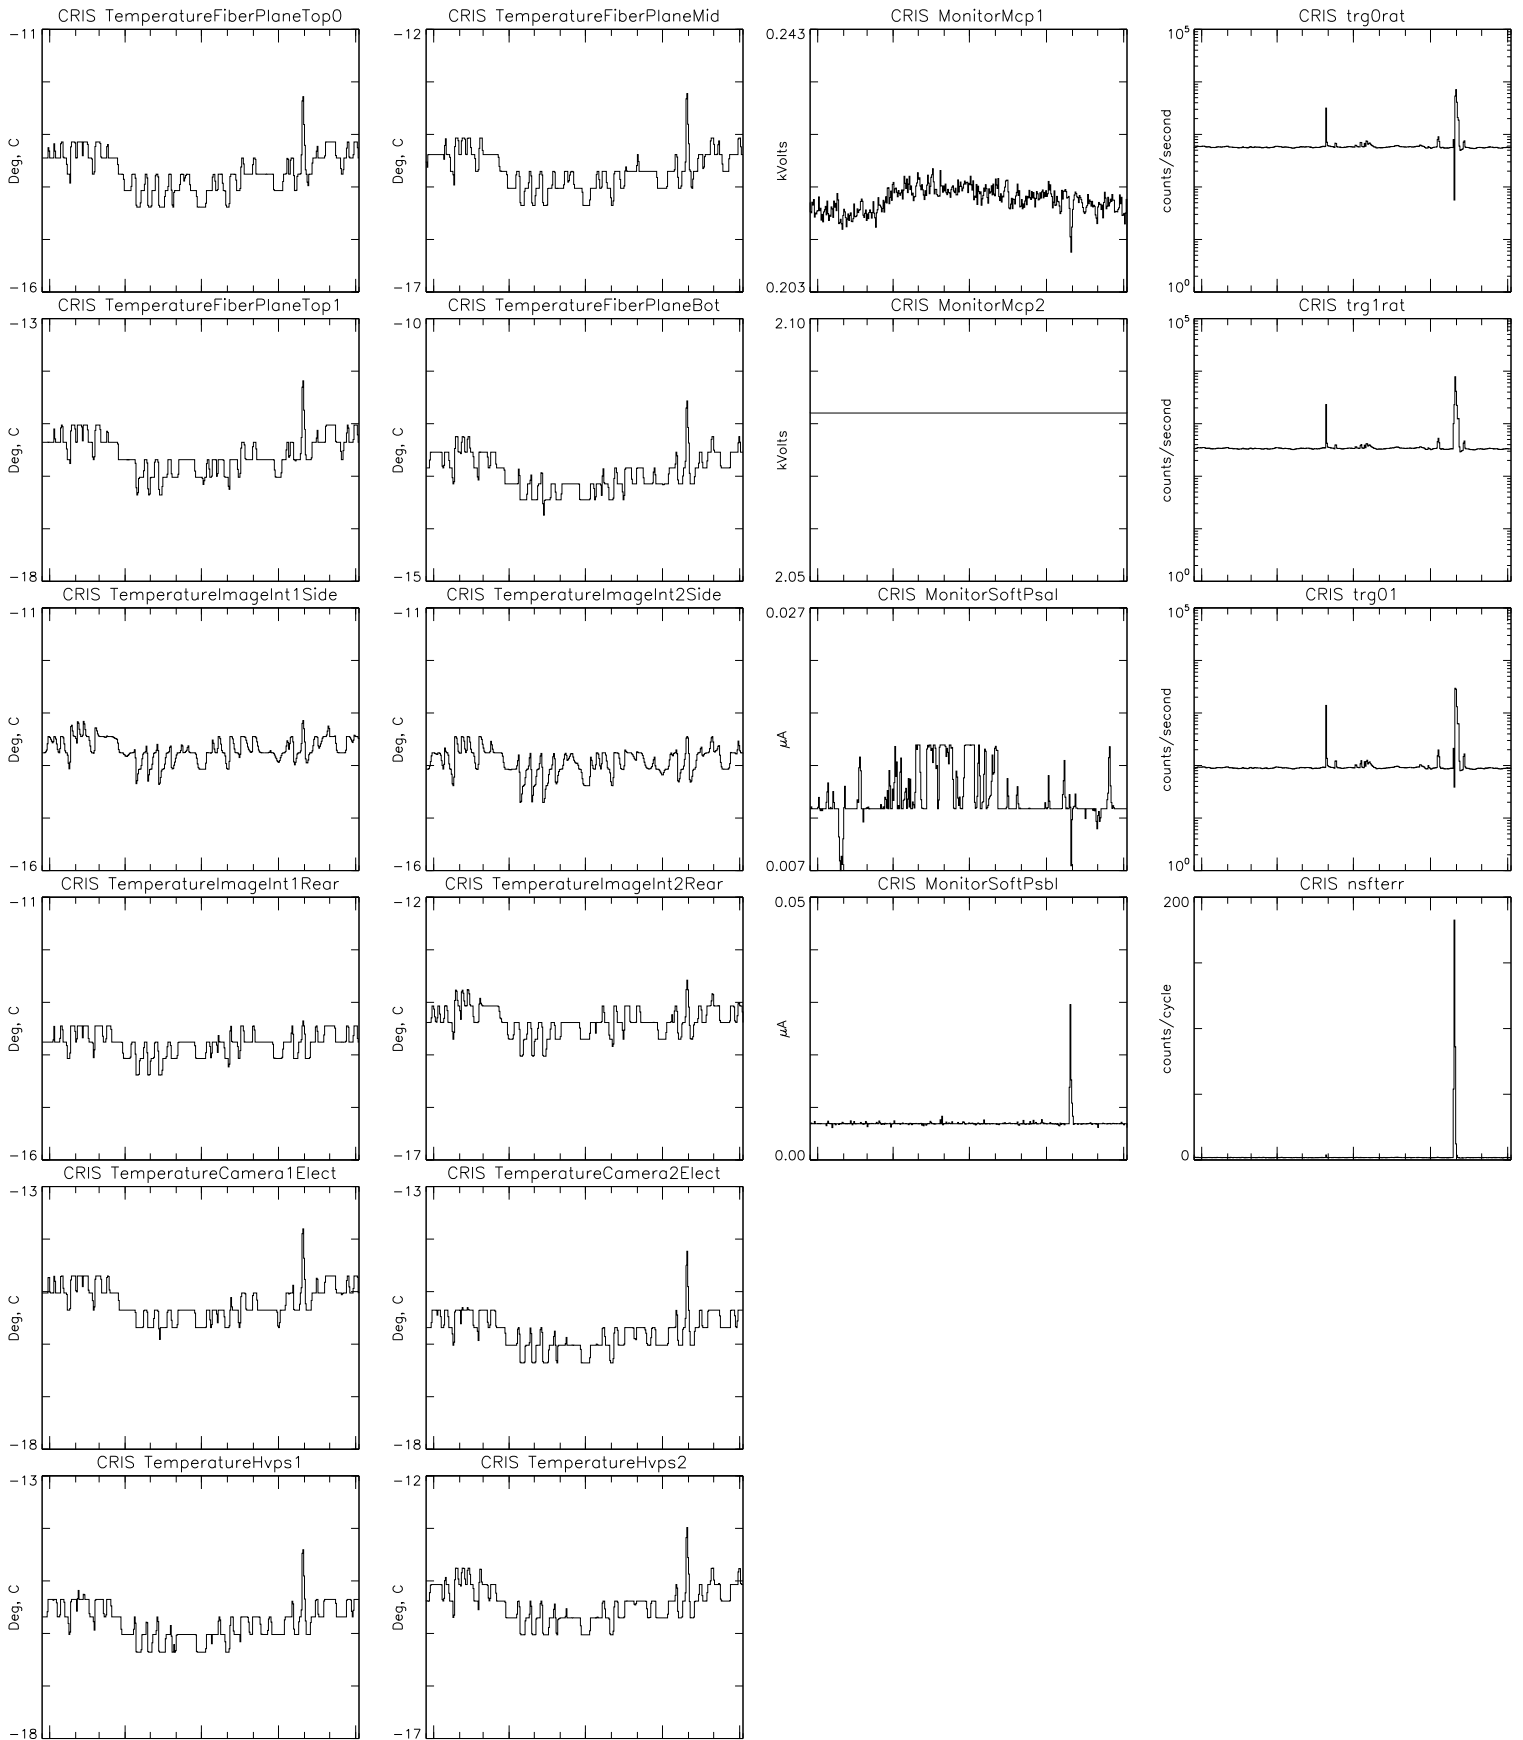 CRIS TemperatureFiberPlaneTop0
-11
Deg, C
-16
CRIS TemperatureFiberPlaneMid
-12
Deg, C
-17
CRIS MonitorMcp1
0.243
kVolts
0.203
CRIS trg0rat
10^5
counts/second
10^0
CRIS TemperatureFiberPlaneTop1
-13
Deg, C
-18
CRIS TemperatureFiberPlaneBot
-10
Deg, C
-15
CRIS MonitorMcp2
2.10
kVolts
2.05
CRIS trg1rat
10^5
counts/second
10^0
CRIS TemperatureImageInt1Side
-11
Deg, C
-16
CRIS TemperatureImageInt2Side
-11
Deg, C
-16
CRIS MonitorSoftPsaI
0.027
μA
0.007
CRIS trg01
10^5
counts/second
10^0
CRIS TemperatureImageInt1Rear
-11
Deg, C
-16
CRIS TemperatureImageInt2Rear
-12
Deg, C
-17
CRIS MonitorSoftPsbI
0.05
μA
0.00
CRIS nsfterr
200
counts/cycle
0
CRIS TemperatureCamera1Elect
-13
Deg, C
-18
CRIS TemperatureCamera2Elect
-13
Deg, C
-18
CRIS TemperatureHvps1
-13
Deg, C
-18
CRIS TemperatureHvps2
-12
Deg, C
-17